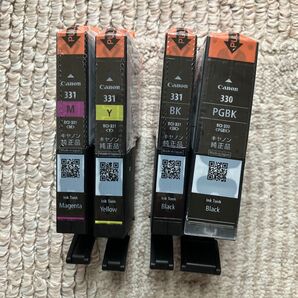 PULL
Canon
331
M
BCI-331
キヤノン
純正品
Ink Tank
Magenta
Canon
331
Y
BCI-331
キヤノン
純正品
Ink Tank
Yellow
Canon
331
BK
BCI-331
キヤノン
純正品
Ink Tank
Black
PULL
Canon
330
PGBK
BCI-330
キヤノン
純正品
Ink Tank
Black